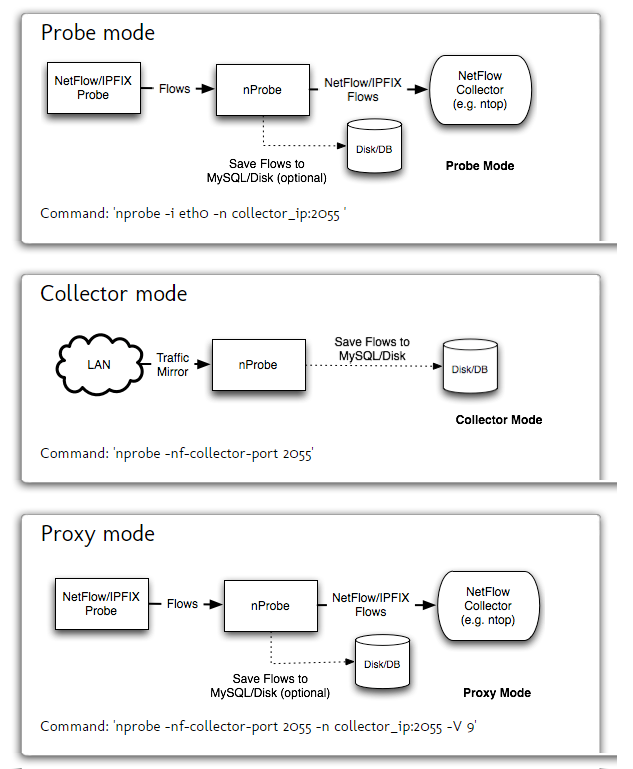 Probe mode
NetFlow/IPFIX
Probe
Flows
nProbe
NetFlow/IPFIX
Flows
NetFlow
Collector
(e.g. ntop)
Disk/DB
Save Flows to
MySQL/Disk (optional)
Probe Mode
Command: 'nprobe -i eth0 -n collector_ip:2055 '
Collector mode
LAN
Traffic
Mirror
nProbe
Save Flows to
MySQL/Disk
Disk/DB
Collector Mode
Command: 'nprobe -nf-collector-port 2055'
Proxy mode
NetFlow/IPFIX
Probe
Flows
nProbe
NetFlow/IPFIX
Flows
NetFlow
Collector
(e.g. ntop)
Disk/DB
Save Flows to
MySQL/Disk (optional)
Proxy Mode
Command: 'nprobe -nf-collector-port 2055 -n collector_ip:2055 -V 9'